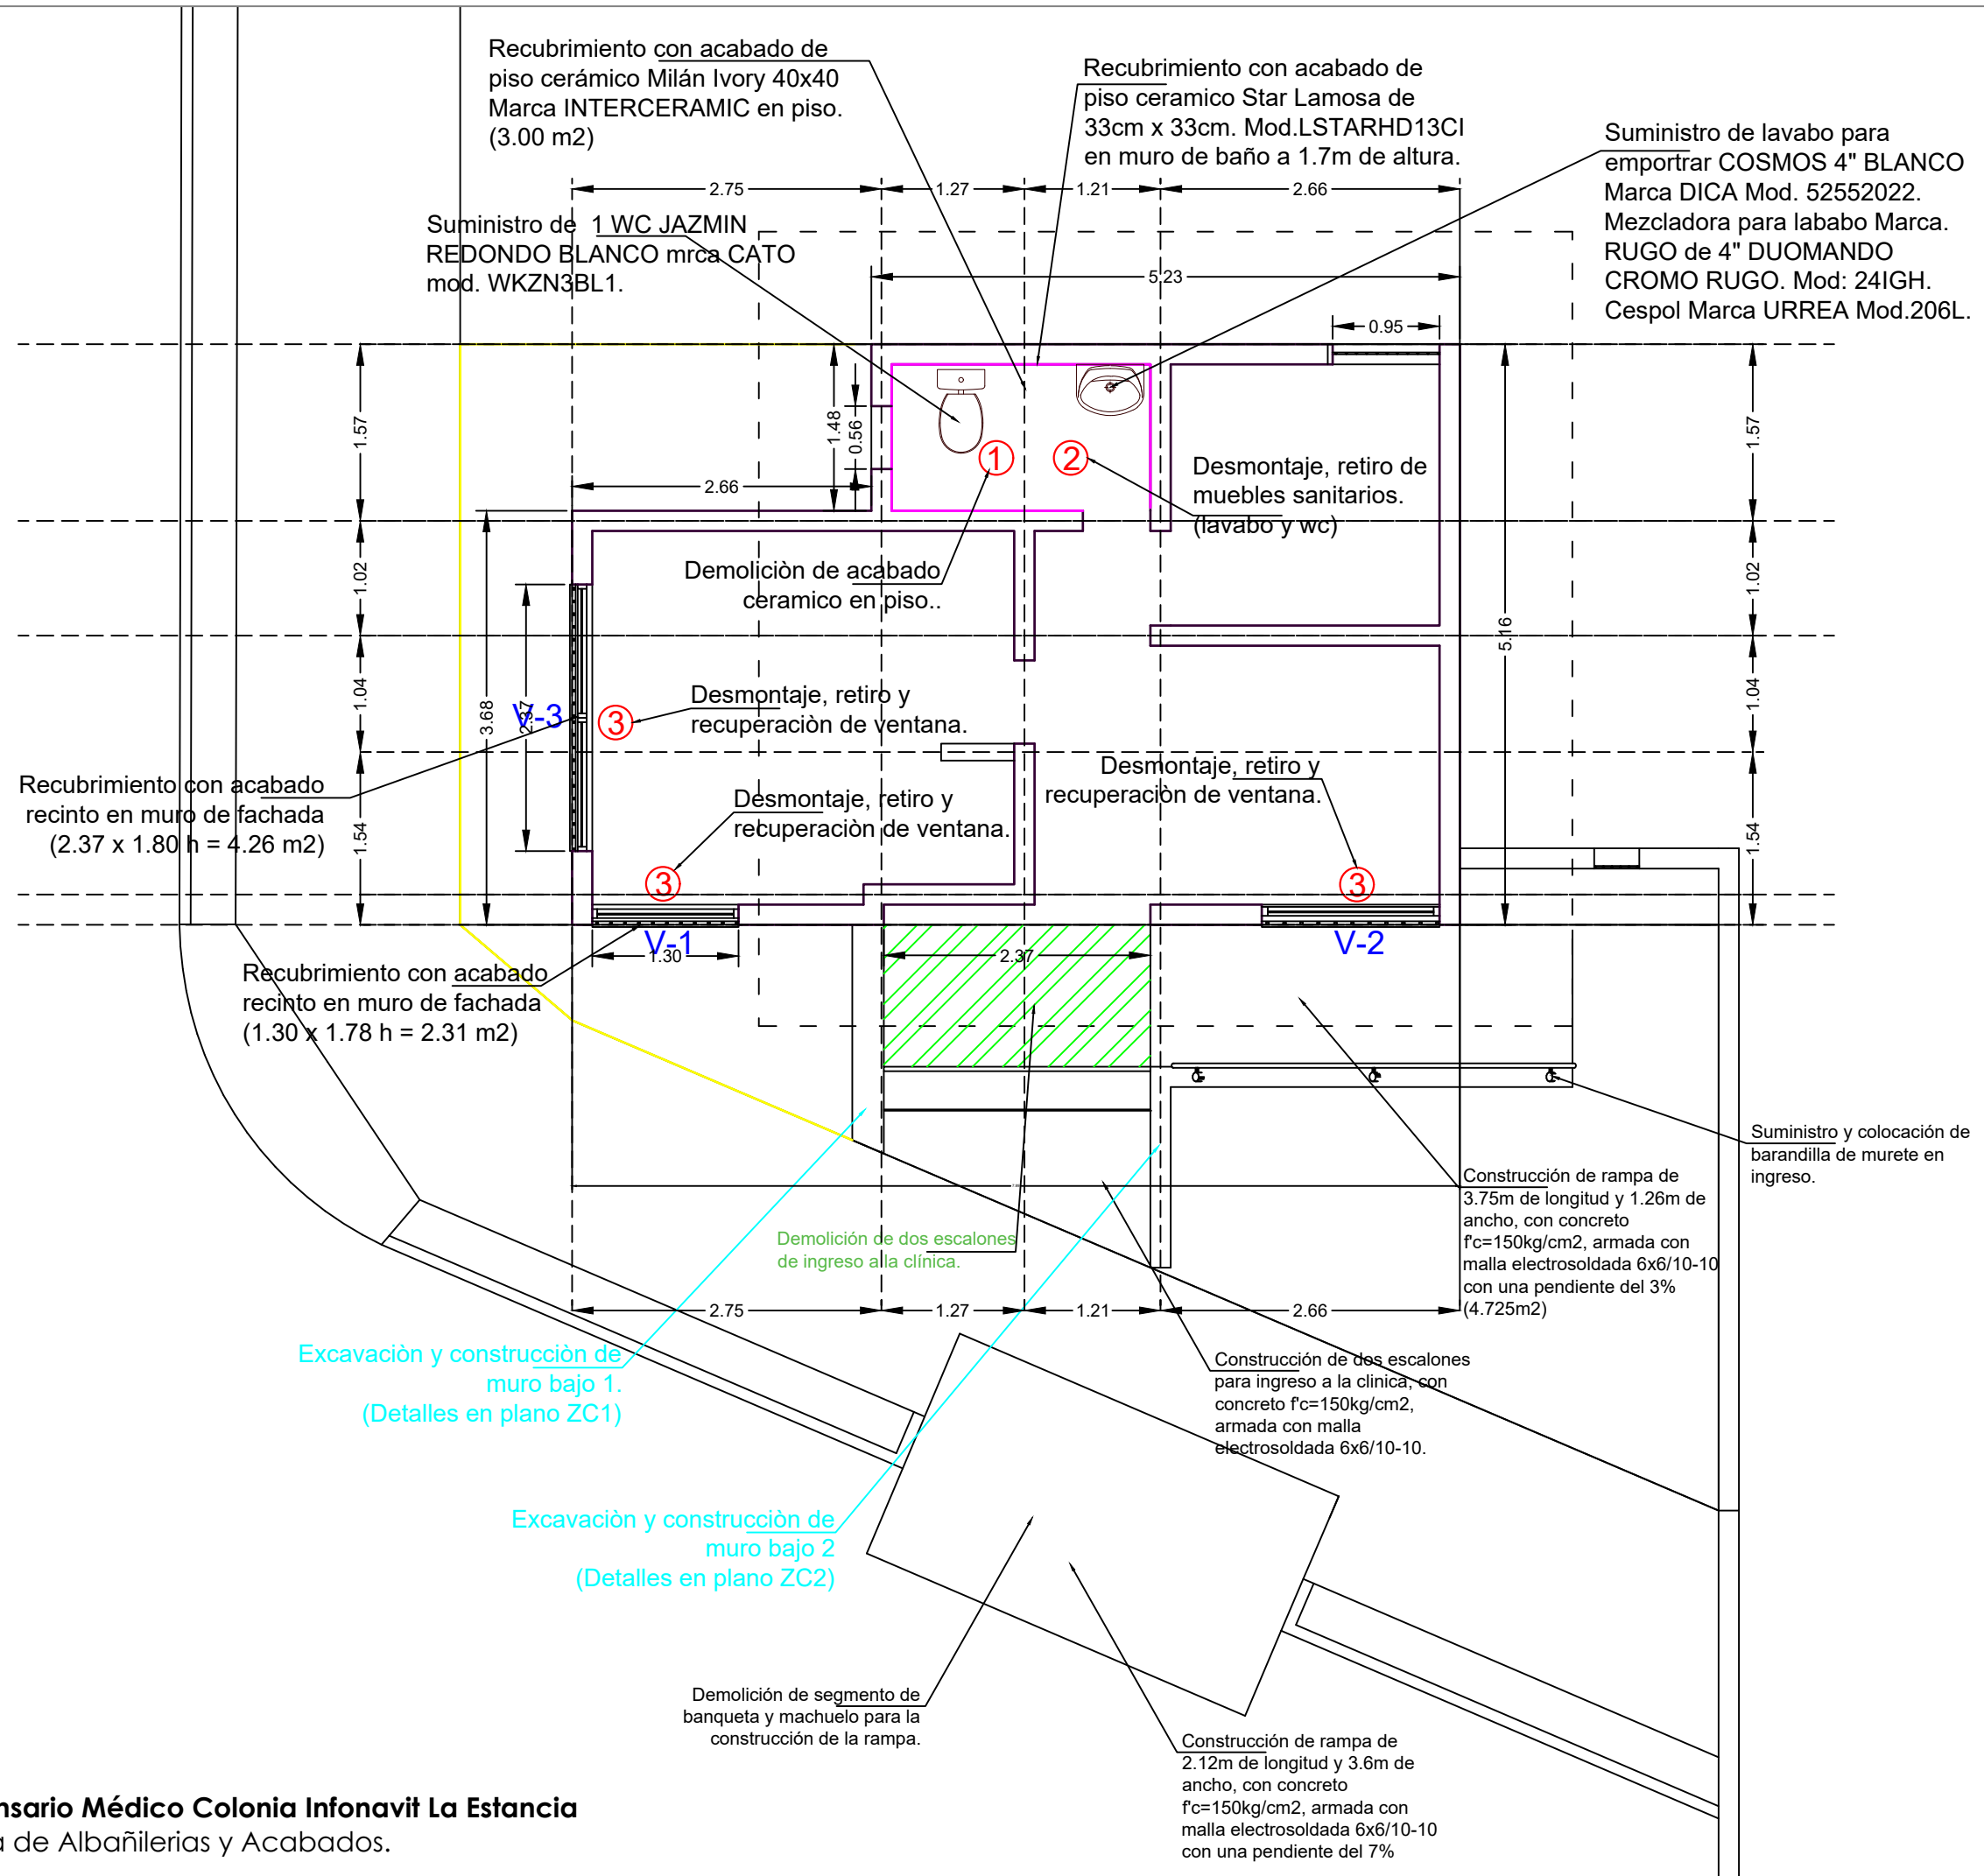 Recubrimiento con acabado de
piso cerámico Milán Ivory 40x40
Marca INTERCERAMIC en piso.
(3.00 m2)
Recubrimiento con acabado de
piso ceramico Star Lamosa de
33cm x 33cm. Mod.LSTARHD13CI
en muro de baño a 1.7m de altura.
Suministro de lavabo para
emportrar COSMOS 4" BLANCO
Marca DICA Mod. 52552022.
Mezcladora para lababo Marca.
RUGO de 4" DUOMANDO
CROMO RUGO. Mod: 24IGH.
Cespol Marca URREA Mod.206L.
2.75
1.27
1.21
2.66
Suministro de 1 WC JAZMIN
REDONDO BLANCO mrca CATO
mod. WKZN3BL1.
5.23
0.95
1.57
1.48
0.56
1.57
2.66
1
2
Desmontaje, retiro de
muebles sanitarios.
(lavabo y wc)
Demoliciòn de acabado
ceramico en piso..
1.02
1.02
5.16
1.04
3.68
2.37
V-3
3
Desmontaje, retiro y
recuperaciòn de ventana.
1.04
Recubrimiento con acabado
recinto en muro de fachada
(2.37 x 1.80 h = 4.26 m2)
Desmontaje, retiro y
recuperaciòn de ventana.
Desmontaje, retiro y
recuperaciòn de ventana.
1.54
1.54
3
3
V-1
1.30
2.37
V-2
Recubrimiento con acabado
recinto en muro de fachada
(1.30 x 1.78 h = 2.31 m2)
Suministro y colocación de
barandilla de murete en
ingreso.
Construcción de rampa de
3.75m de longitud y 1.26m de
ancho, con concreto
f'c=150kg/cm2, armada con
malla electrosoldada 6x6/10-10
con una pendiente del 3%
(4.725m2)
Demolición de dos escalones
de ingreso a la clínica.
2.75
1.27
1.21
2.66
Excavaciòn y construcciòn de
muro bajo 1.
(Detalles en plano ZC1)
Construcción de dos escalones
para ingreso a la clinica, con
concreto f'c=150kg/cm2,
armada con malla
electrosoldada 6x6/10-10.
Excavaciòn y construcciòn de
muro bajo 2
(Detalles en plano ZC2)
Demolición de segmento de
banqueta y machuelo para la
construcción de la rampa.
Construcción de rampa de
2.12m de longitud y 3.6m de
ancho, con concreto
f'c=150kg/cm2, armada con
malla electrosoldada 6x6/10-10
con una pendiente del 7%
nsario Médico Colonia Infonavit La Estancia
a de Albañilerias y Acabados.